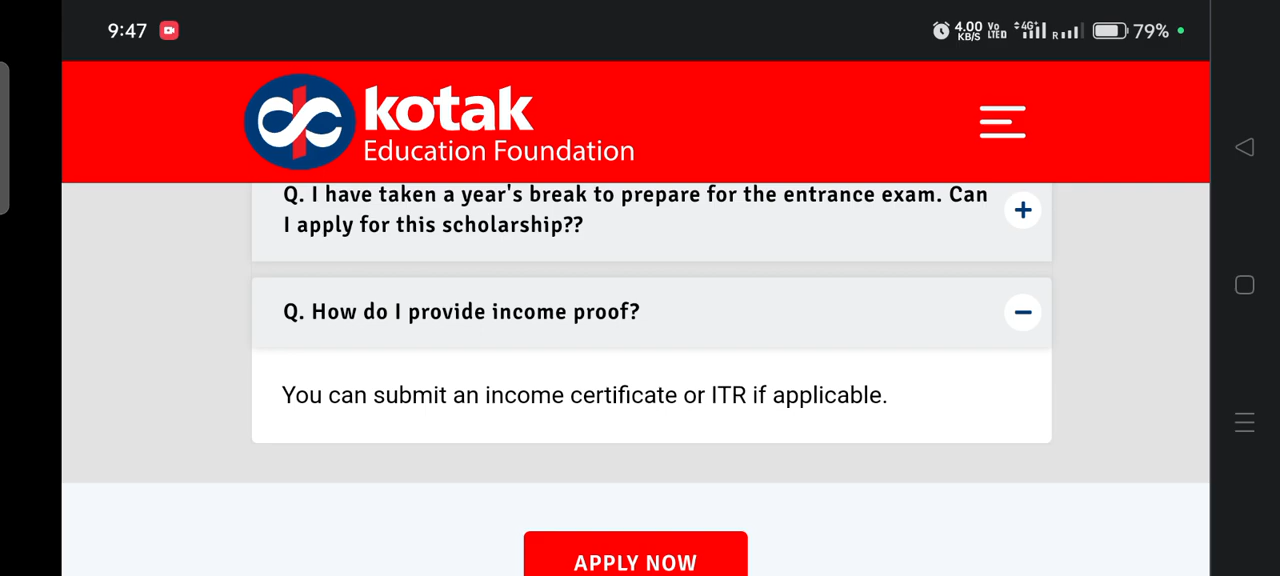 9:47
4.00 KB/S VoLTED 4G+ R 79%
kotak
Education Foundation
Q. I have taken a year's break to prepare for the entrance exam. Can
I apply for this scholarship??
Q. How do I provide income proof?
You can submit an income certificate or ITR if applicable.
APPLY NOW